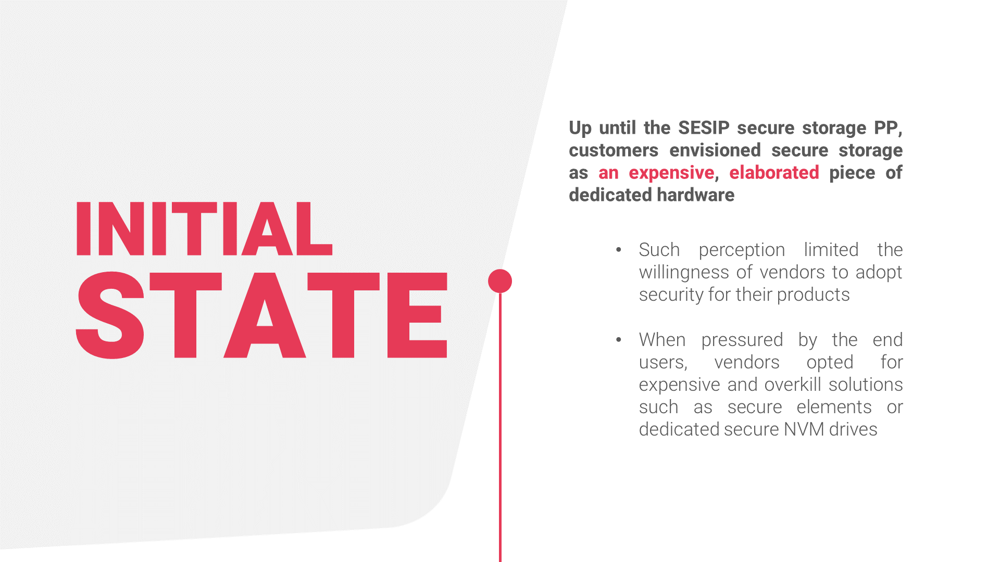 INITIAL
STATE
Up until the SESIP secure storage PP,
customers envisioned secure storage
as an expensive, elaborated piece of
dedicated hardware
• Such perception limited the
willingness of vendors to adopt
security for their products
• When pressured by the end
users, vendors opted for
expensive and overkill solutions
such as secure elements or
dedicated secure NVM drives